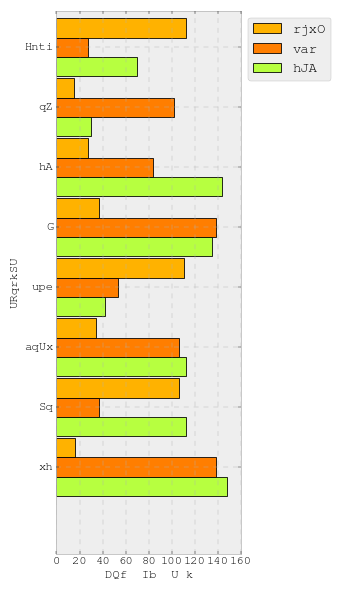 rjxO
var
hJA
Hnti
qZ
hA
G
upe
aqUx
Sq
xh
URqrkSU
0 20 40 60 80 100 120 140 160
DQf Ib U k